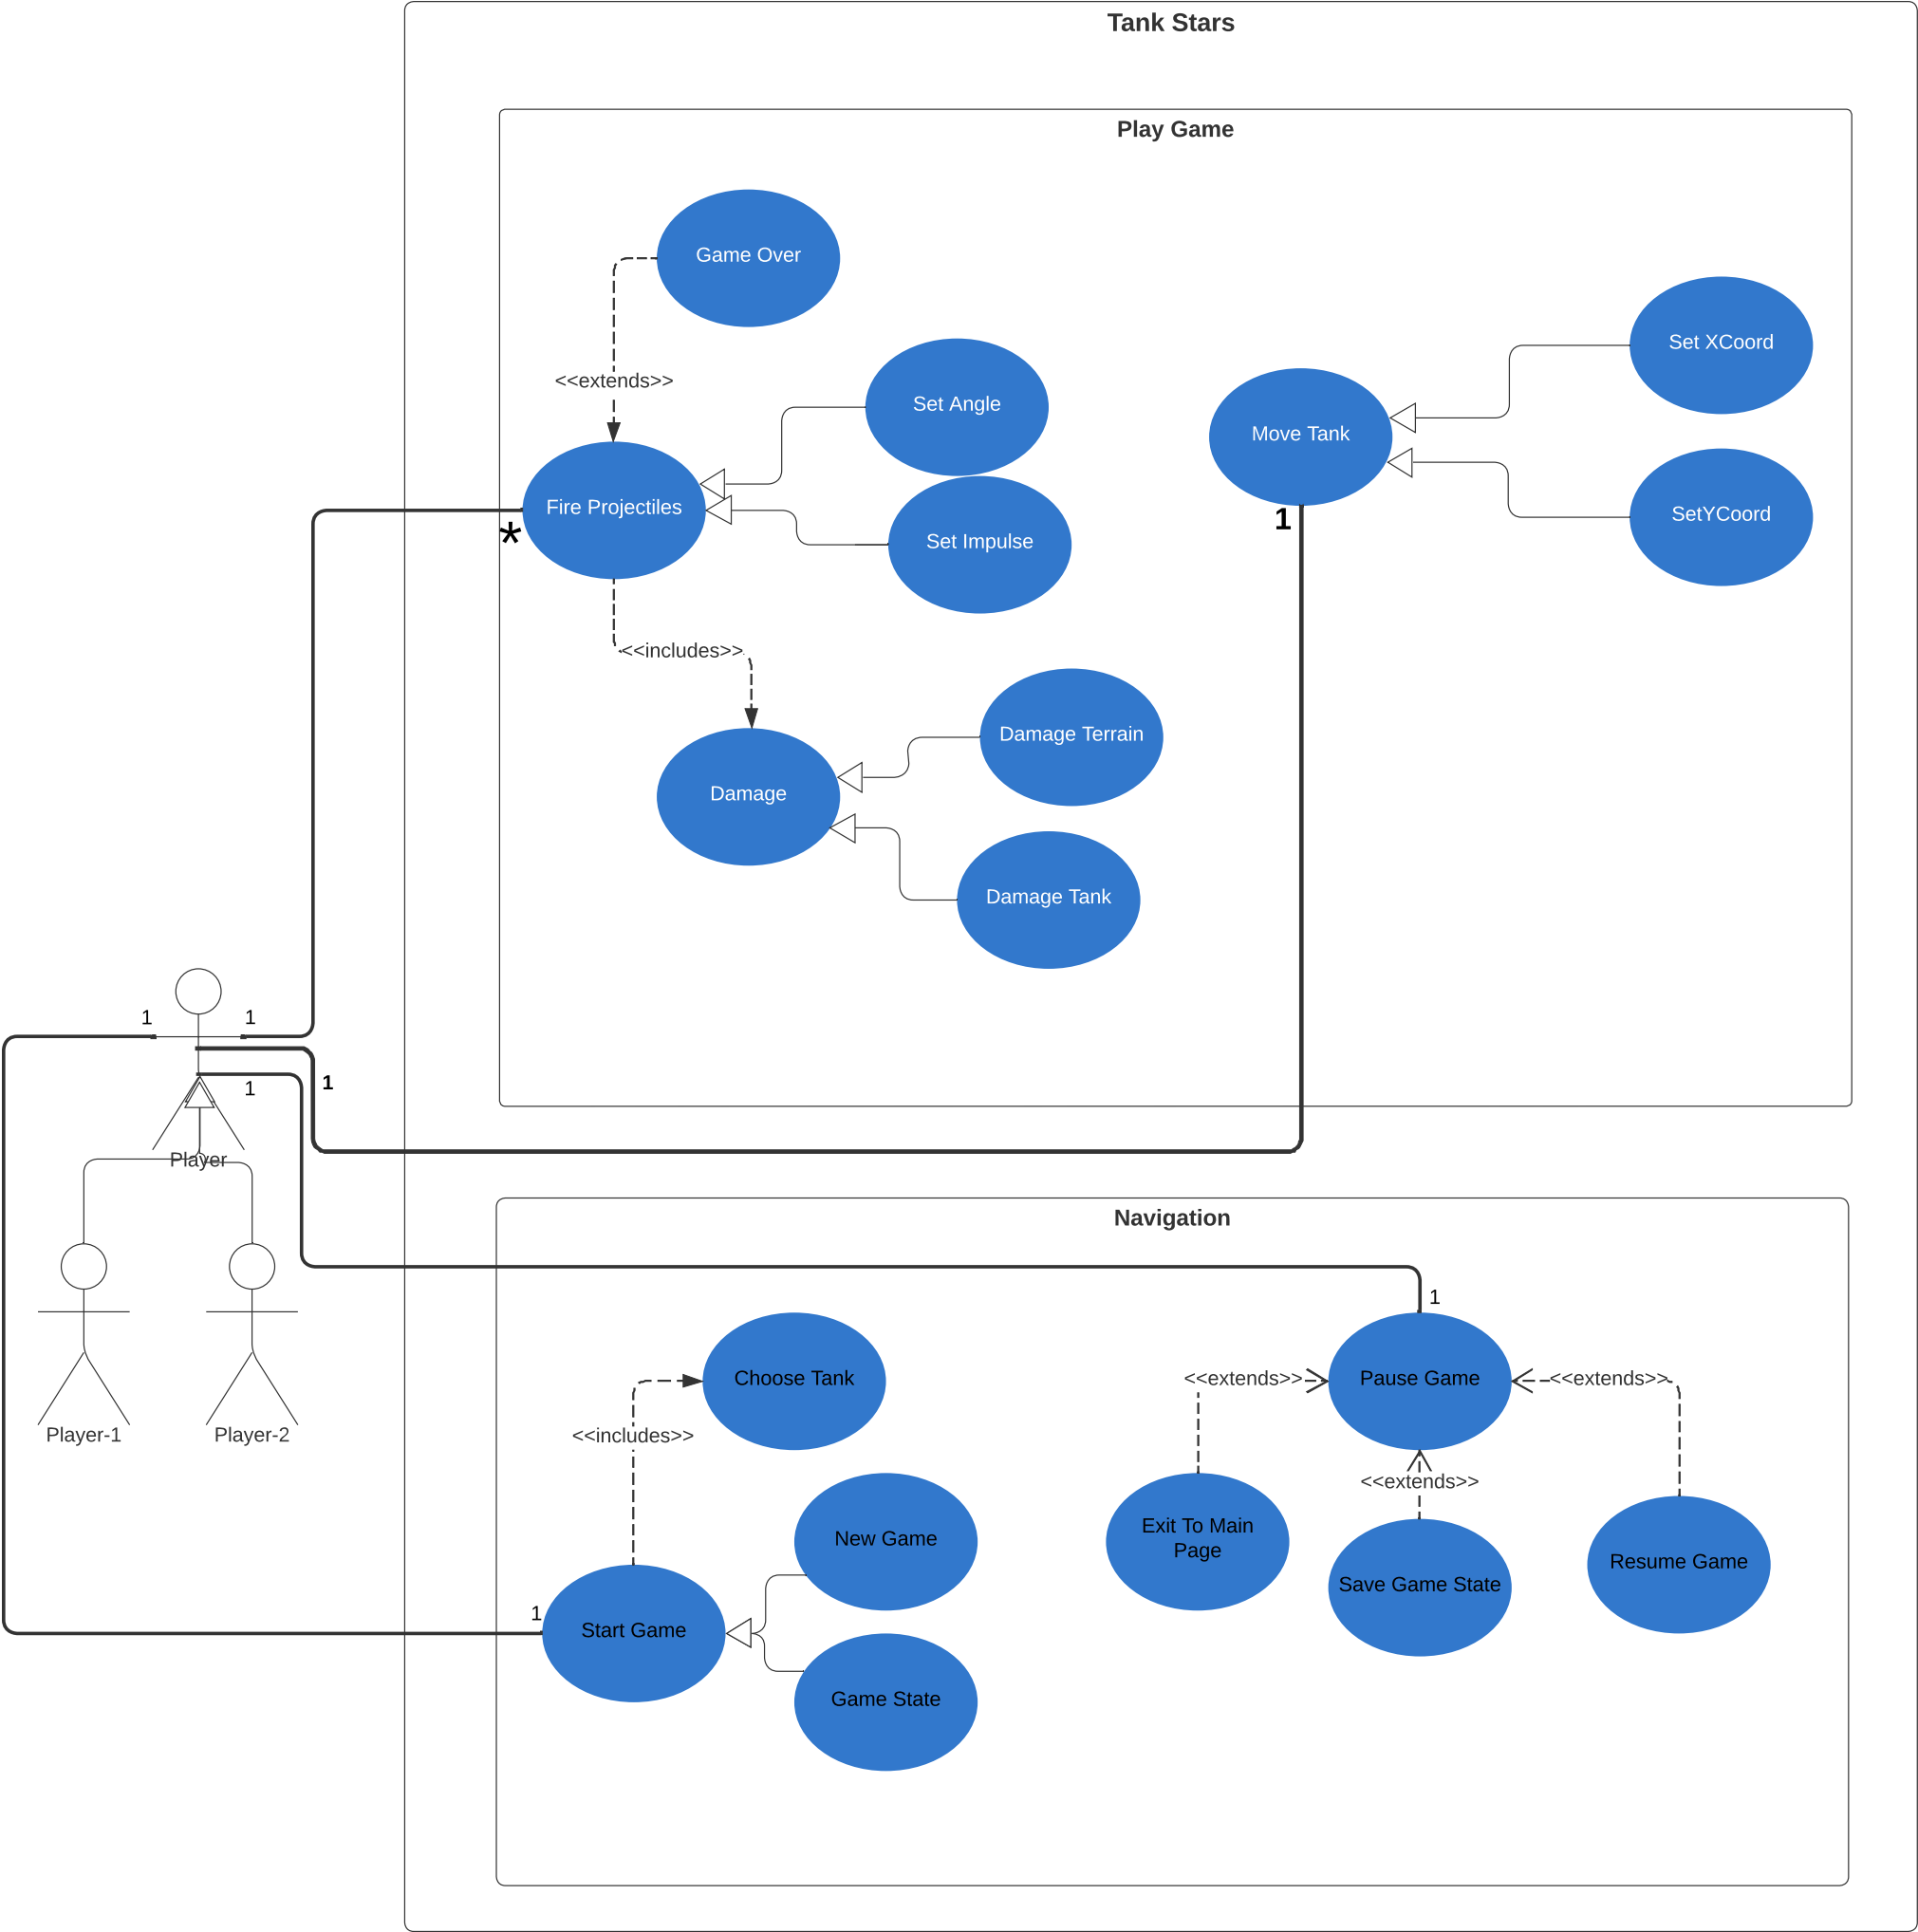 Tank Stars
Play Game
Game Over
Set XCoord
<<extends>>
Set Angle
Move Tank
Fire Projectiles
*
Set Impulse
1
SetYCoord
<<includes>>
Damage Terrain
Damage
Damage Tank
1
1
1
1
Player
Navigation
1
Player-1
Player-2
Choose Tank
<<extends>>
Pause Game
<<extends>>
<<includes>>
<<extends>>
New Game
Exit To Main
Page
Save Game State
Resume Game
1
Start Game
Game State